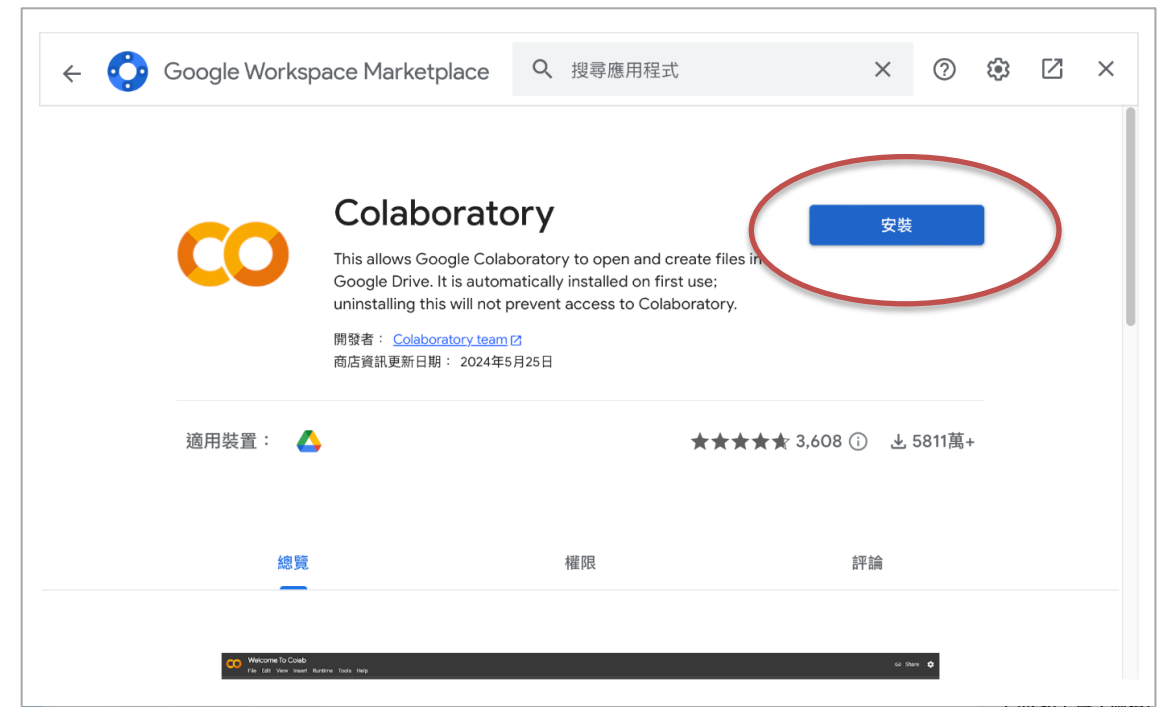 Google Workspace Marketplace
搜尋應用程式
Colaboratory
安裝
This allows Google Colaboratory to open and create files in
Google Drive. It is automatically installed on first use;
uninstalling this will not prevent access to Colaboratory.
開發者： Colaboratory team
商店資訊更新日期： 2024年5月25日
適用裝置：
3,608
5811萬+
總覽 權限 評論
Welcome To Colab
File Edit View Insert Runtime Tools Help
Share